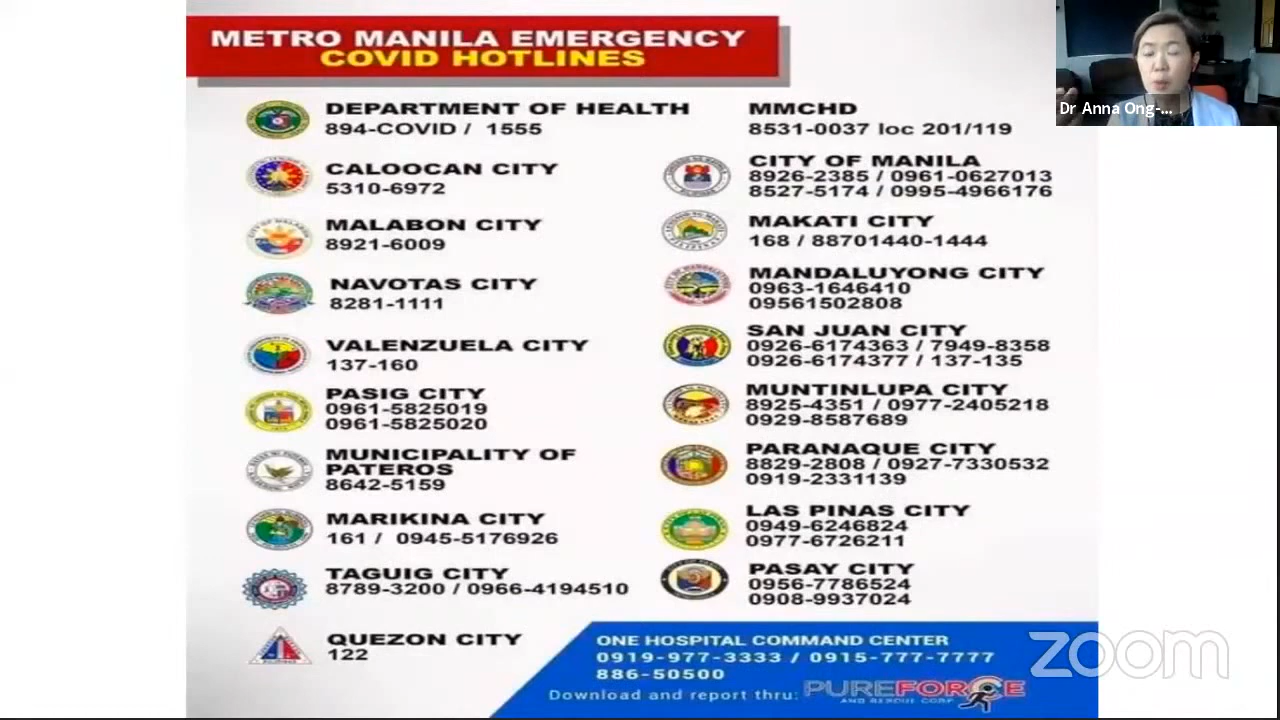 METRO MANILA EMERGENCY
COVID HOTLINES
DEPARTMENT OF HEALTH
894-COVID / 1555
MMCHD
8531-0037 loc 201/119
CALOOCAN CITY
5310-6972
CITY OF MANILA
8926-2385 / 0961-0627013
8527-5174 / 0995-4966176
MALABON CITY
8921-6009
MAKATI CITY
168 / 88701440-1444
NAVOTAS CITY
8281-1111
MANDALUYONG CITY
0963-1646410
09561502808
VALENZUELA CITY
137-160
SAN JUAN CITY
0926-6174363 / 7949-8358
0926-6174377 / 137-135
PASIG CITY
0961-5825019
0961-5825020
MUNTINLUPA CITY
8925-4351 / 0977-2405218
0929-8587689
MUNICIPALITY OF
PATEROS
8642-5159
PARANAQUE CITY
8829-2808 / 0927-7330532
0919-2331139
MARIKINA CITY
161 / 0945-5176926
LAS PINAS CITY
0949-6246824
0977-6726211
TAGUIG CITY
8789-3200 / 0966-4194510
PASAY CITY
0956-7786524
0908-9937024
QUEZON CITY
122
ONE HOSPITAL COMMAND CENTER
0919-977-3333 / 0915-777-7777
886-50500
Download and report thru: PUREFORCE
AND RESCUE CORP
Dr Anna Ong-...
zoom